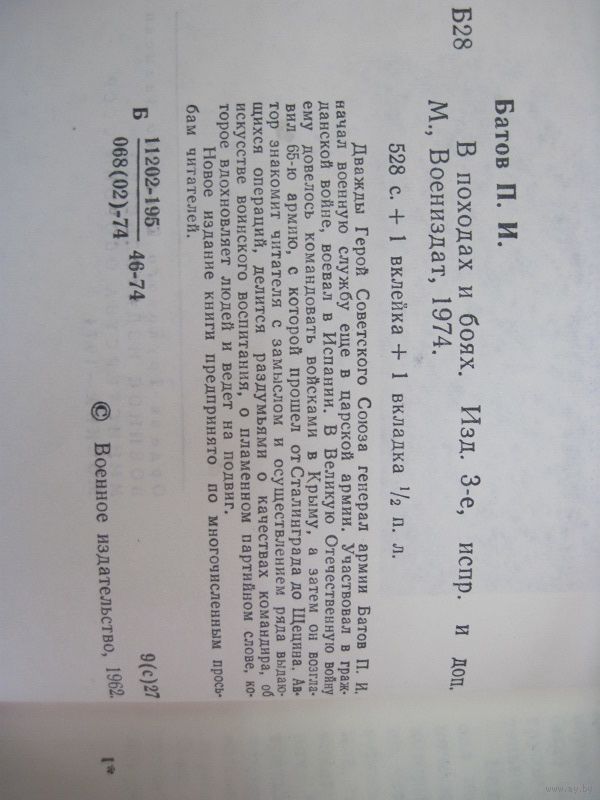 Б28
Батов П. И.
В походах и боях. Изд. 3-е, испр. и доп.
М., Воениздат, 1974.
528 с. + 1 вклейка + 1 вкладка 1/2 п. л.
Дважды Герой Советского Союза генерал армии Батов П. И.
начал военную службу еще в царской армии. Участвовал в граж-
данской войне, воевал в Испании. В Великую Отечественную войну
ему довелось командовать войсками в Крыму, а затем он возгла-
вил 65-ю армию, с которой прошел от Сталинграда до Щецина. Ав-
тор знакомит читателя с замыслом и осуществлением ряда выдаю-
щихся операций, делится раздумьями о качествах командира, об
искусстве воинского воспитания, о пламенном партийном слове, ко-
торое вдохновляет людей и ведет на подвиг.
Новое издание книги предпринято по многочисленным прось-
бам читателей.
Б 11202-195
068(02)-74 46-74
9(с)27
© Военное издательство, 1962.
1*
www.ay.by